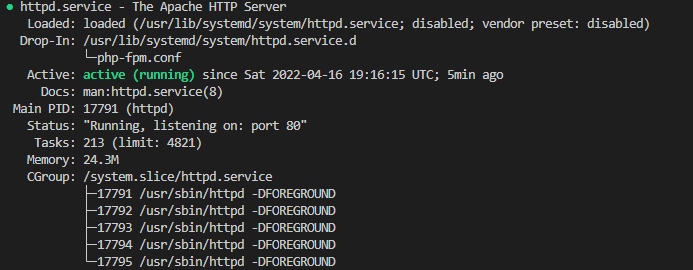 ● httpd.service - The Apache HTTP Server
   Loaded: loaded (/usr/lib/systemd/system/httpd.service; disabled; vendor preset: disabled)
  Drop-In: /usr/lib/systemd/system/httpd.service.d
           └─php-fpm.conf
   Active: active (running) since Sat 2022-04-16 19:16:15 UTC; 5min ago
     Docs: man:httpd.service(8)
 Main PID: 17791 (httpd)
   Status: "Running, listening on: port 80"
    Tasks: 213 (limit: 4821)
   Memory: 24.3M
   CGroup: /system.slice/httpd.service
           ├─17791 /usr/sbin/httpd -DFOREGROUND
           ├─17792 /usr/sbin/httpd -DFOREGROUND
           ├─17793 /usr/sbin/httpd -DFOREGROUND
           ├─17794 /usr/sbin/httpd -DFOREGROUND
           └─17795 /usr/sbin/httpd -DFOREGROUND